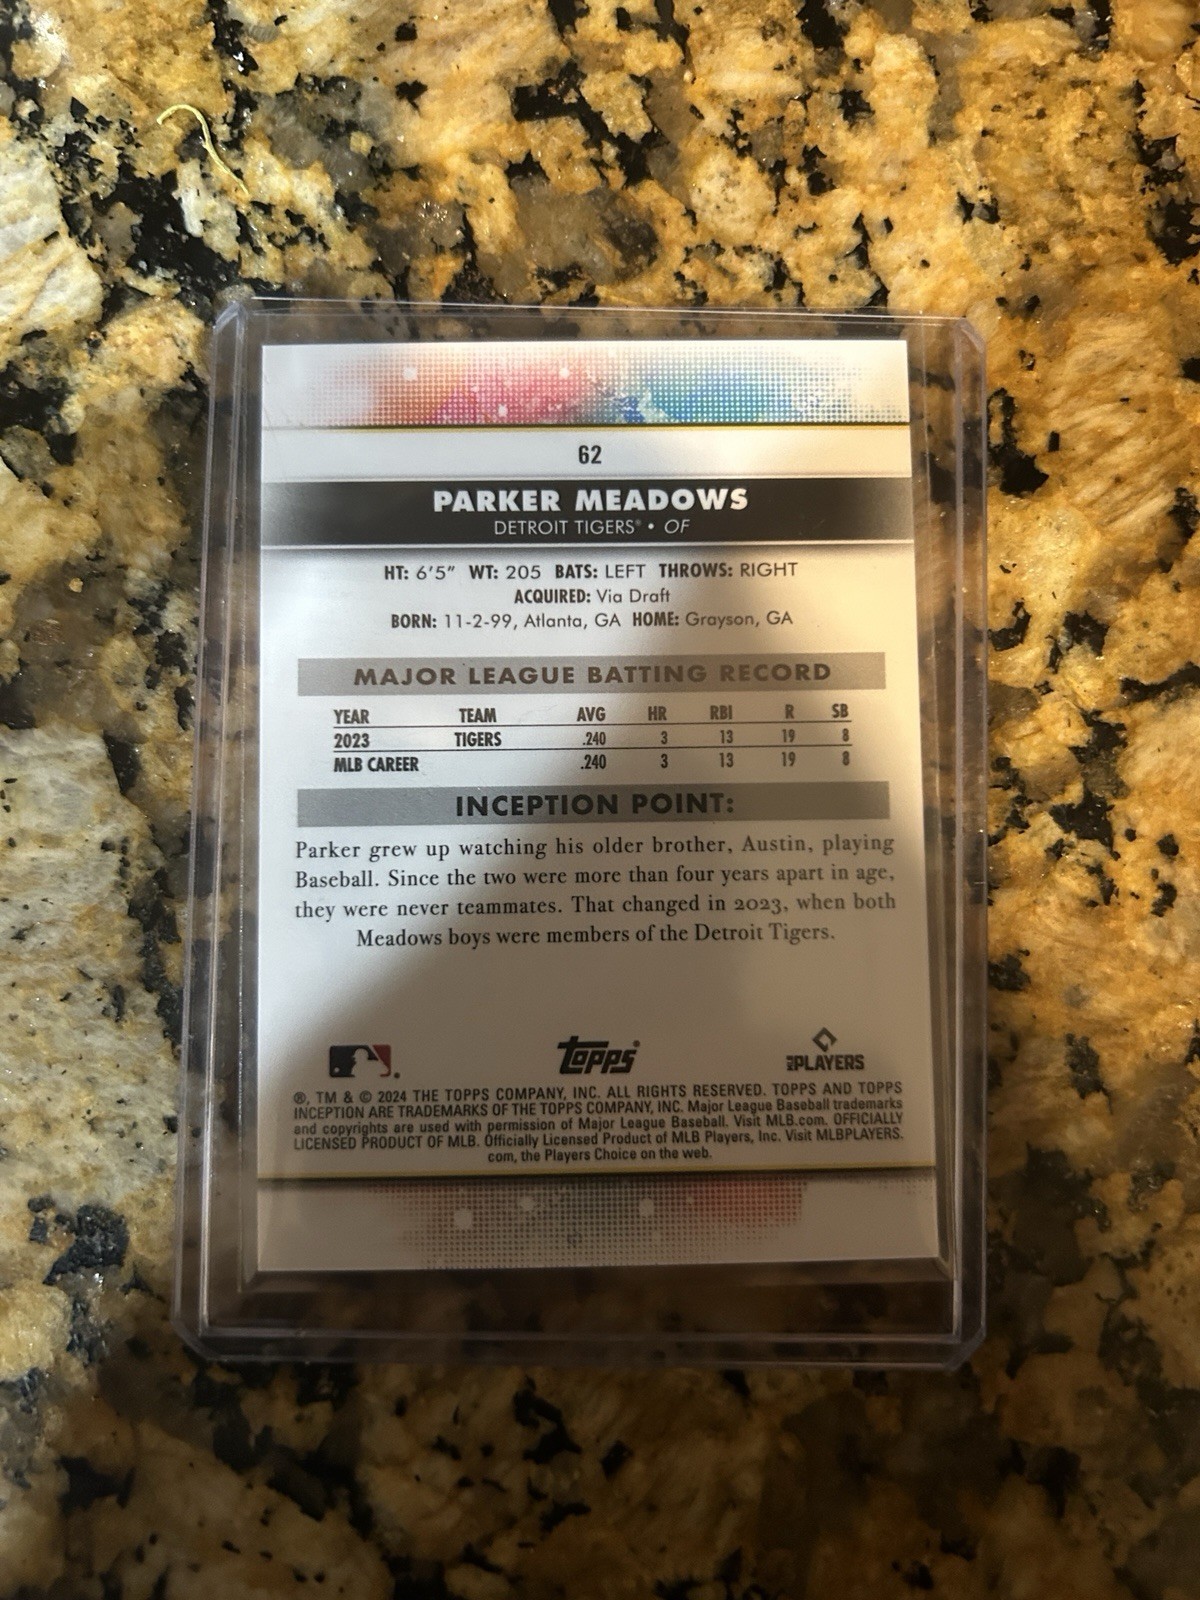 62
PARKER MEADOWS
DETROIT TIGERS® • OF
HT: 6'5" WT: 205 BATS: LEFT THROWS: RIGHT
ACQUIRED: Via Draft
BORN: 11-2-99, Atlanta, GA HOME: Grayson, GA
MAJOR LEAGUE BATTING RECORD
YEAR TEAM AVG HR RBI R SB
2023 TIGERS .240 3 13 19 8
MLB CAREER .240 3 13 19 8
INCEPTION POINT:
Parker grew up watching his older brother, Austin, playing
Baseball. Since the two were more than four years apart in age,
they were never teammates. That changed in 2023, when both
Meadows boys were members of the Detroit Tigers.
Topps PLAYERS
®, TM & © 2024 THE TOPPS COMPANY, INC. ALL RIGHTS RESERVED. TOPPS AND TOPPS
INCEPTION ARE TRADEMARKS OF THE TOPPS COMPANY, INC. Major League Baseball trademarks
and copyrights are used with permission of Major League Baseball. Visit MLB.com. OFFICIALLY
LICENSED PRODUCT OF MLB. Officially Licensed Product of MLB Players, Inc. Visit MLBPLAYERS.
com, the Players Choice on the web.